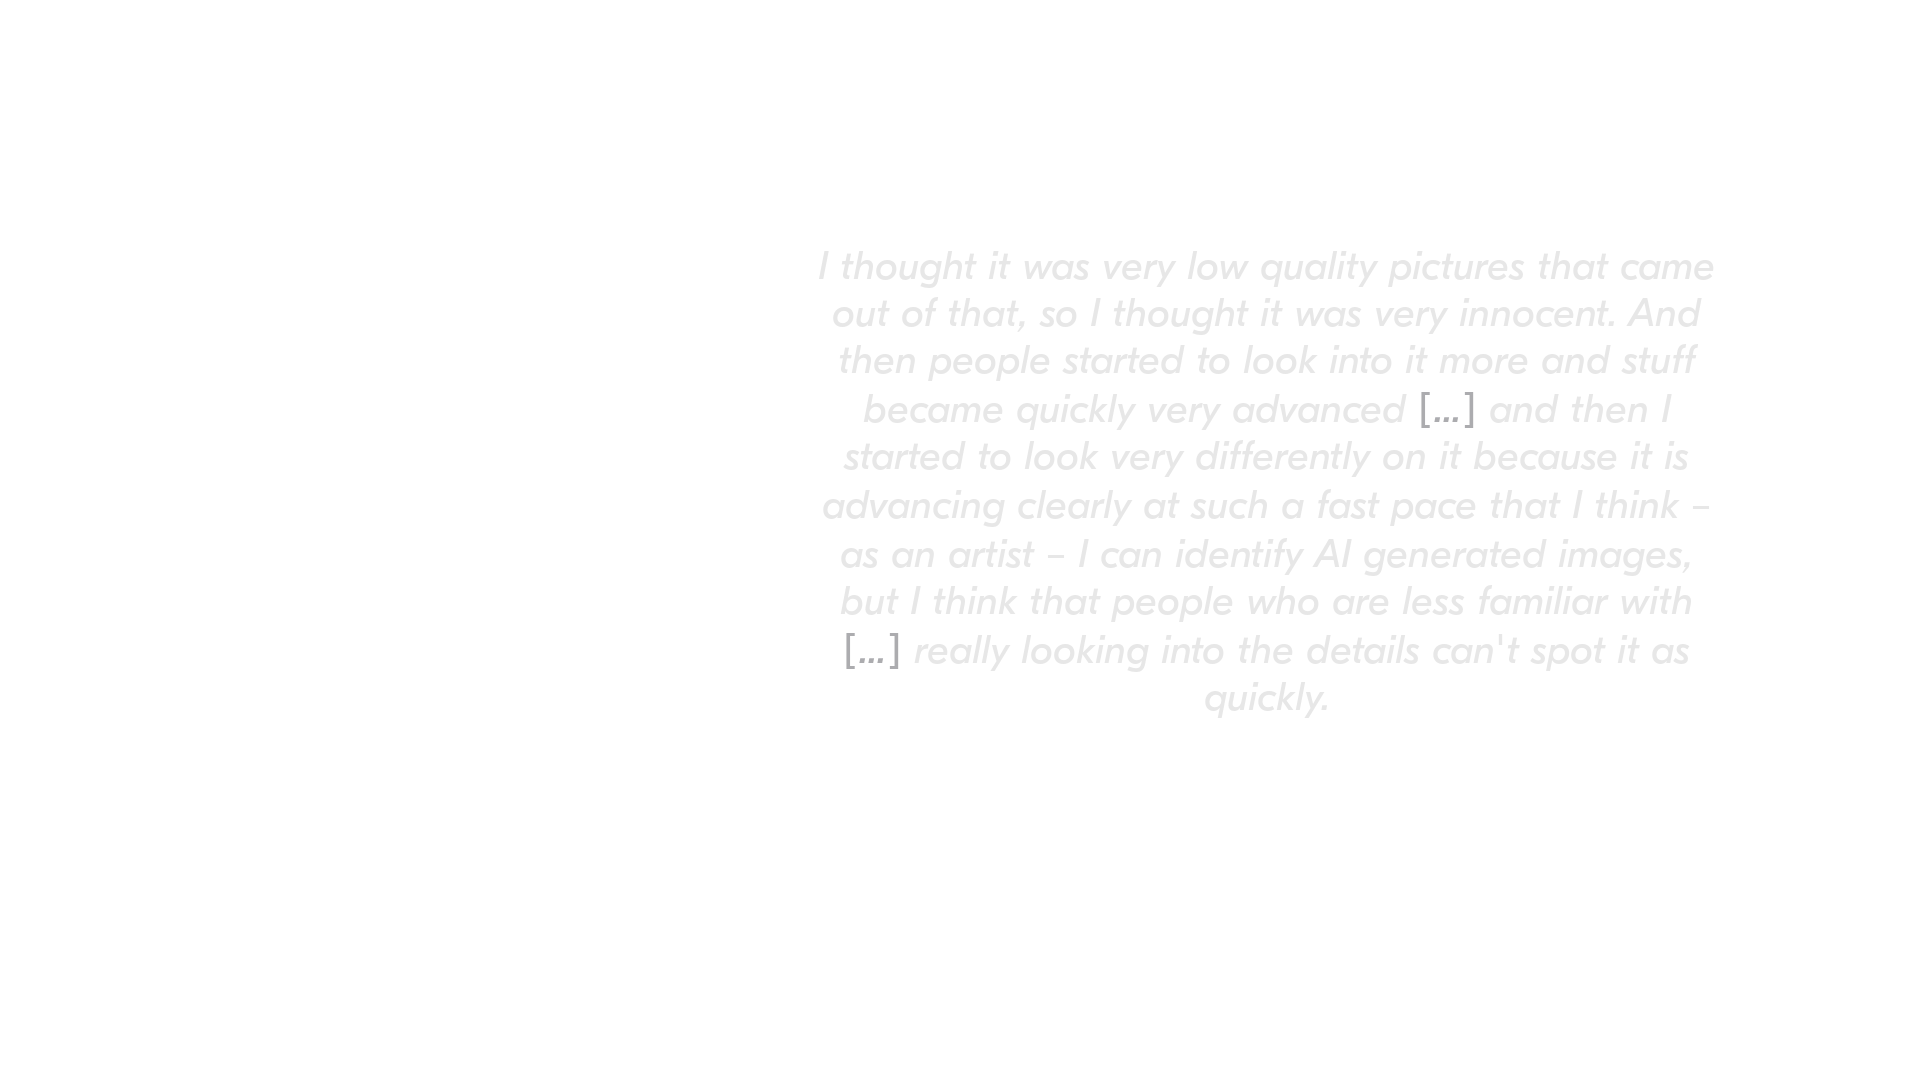 I thought it was very low quality pictures that came
out of that, so I thought it was very innocent. And
then people started to look into it more and stuff
became quickly very advanced [...] and then I
started to look very differently on it because it is
advancing clearly at such a fast pace that I think –
as an artist – I can identify AI generated images,
but I think that people who are less familiar with
[...] really looking into the details can't spot it as
quickly.